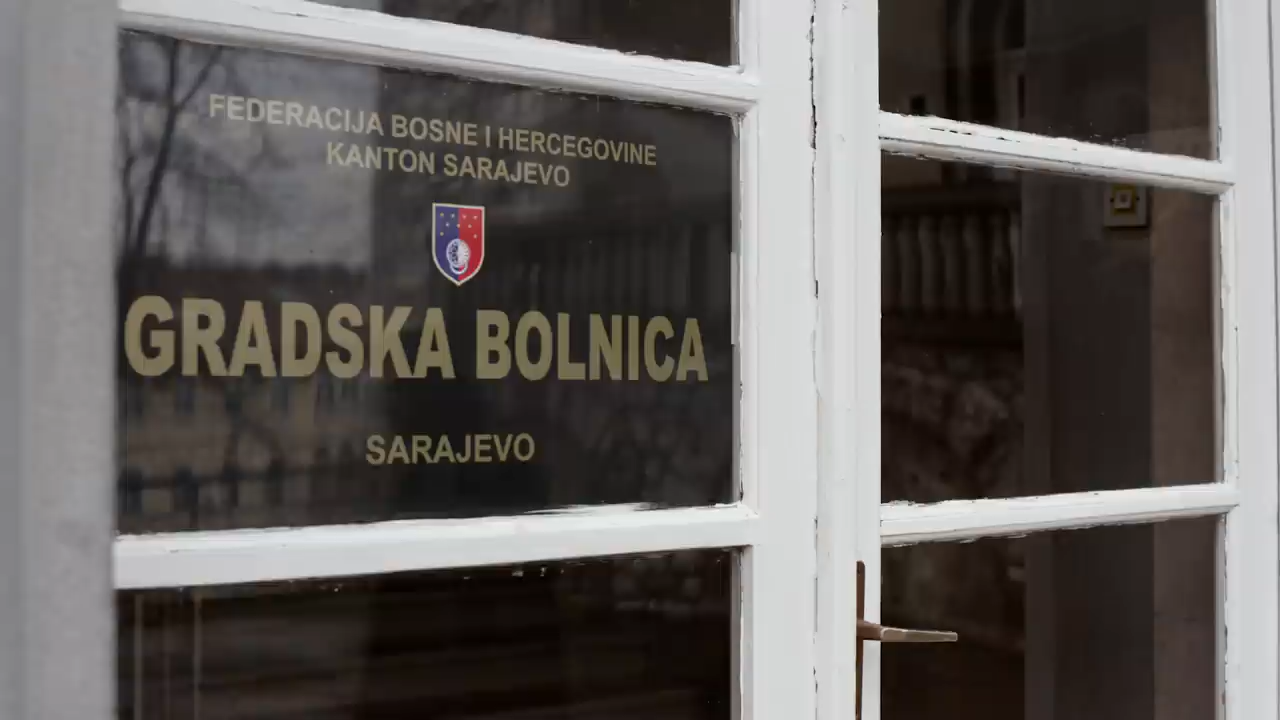 FEDERACIJA BOSNE I HERCEGOVINE
KANTON SARAJEVO
GRADSKA BOLNICA
SARAJEVO